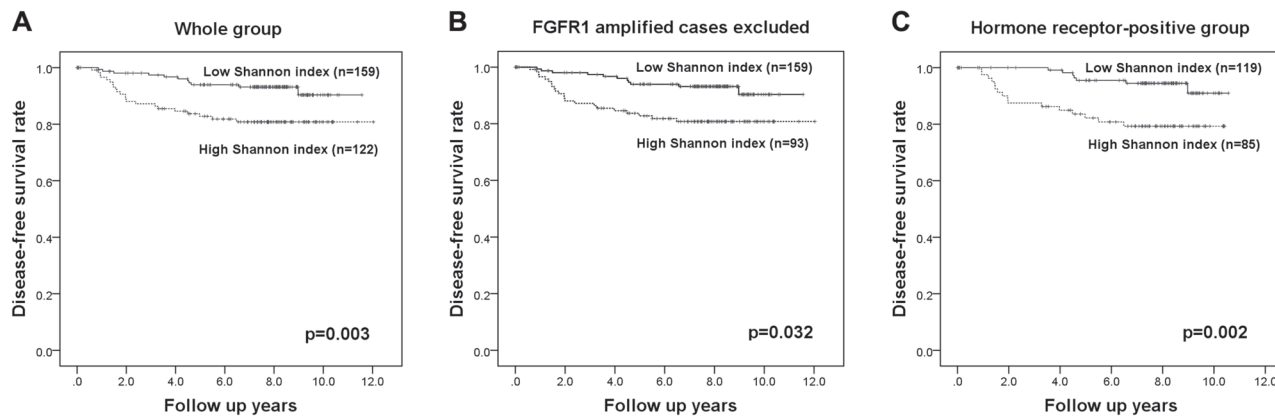 A
Whole group
Disease-free survival rate
1.0
0.8
0.6
0.4
0.2
0.0
Low Shannon index (n=159)
High Shannon index (n=122)
p=0.003
.0 2.0 4.0 6.0 8.0 10.0 12.0
Follow up years
B
FGFR1 amplified cases excluded
Disease-free survival rate
1.0
0.8
0.6
0.4
0.2
0.0
Low Shannon index (n=159)
High Shannon index (n=93)
p=0.032
.0 2.0 4.0 6.0 8.0 10.0 12.0
Follow up years
C
Hormone receptor-positive group
Disease-free survival rate
1.0
0.8
0.6
0.4
0.2
0.0
Low Shannon index (n=119)
High Shannon index (n=85)
p=0.002
.0 2.0 4.0 6.0 8.0 10.0 12.0
Follow up years